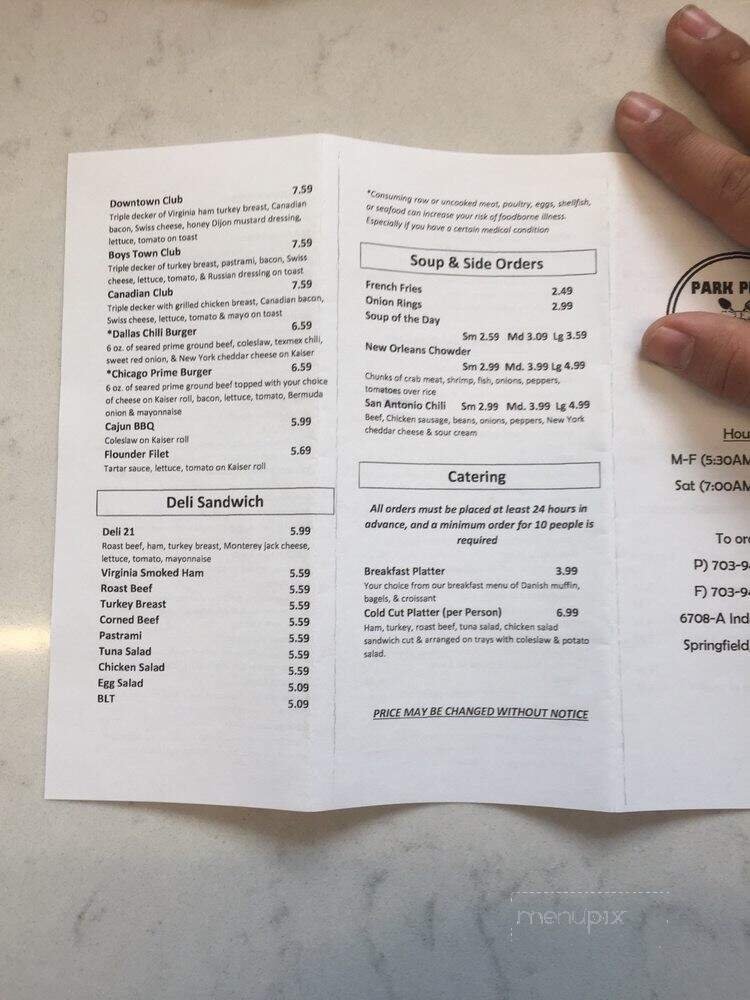 Downtown Club 7.59
Triple decker of Virginia ham turkey breast, Canadian
bacon, Swiss cheese, honey Dijon mustard dressing,
lettuce, tomato on toast
Boys Town Club 7.59
Triple decker of turkey breast, pastrami, bacon, Swiss
cheese, lettuce, tomato, & Russian dressing on toast
Canadian Club 7.59
Triple decker with grilled chicken breast, Canadian bacon,
Swiss cheese, lettuce, tomato & mayo on toast
*Dallas Chili Burger 6.59
6 oz. of seared prime ground beef, coleslaw, texmex chili,
sweet red onion, & New York cheddar cheese on Kaiser
*Chicago Prime Burger 6.59
6 oz. of seared prime ground beef topped with your choice
of cheese on Kaiser roll, bacon, lettuce, tomato, Bermuda
onion & mayonnaise
Cajun BBQ 5.99
Coleslaw on Kaiser roll
Flounder Filet 5.69
Tartar sauce, lettuce, tomato on Kaiser roll
Deli Sandwich
Deli 21 5.99
Roast beef, ham, turkey breast, Monterey jack cheese,
lettuce, tomato, mayonnaise
Virginia Smoked Ham 5.59
Roast Beef 5.59
Turkey Breast 5.59
Corned Beef 5.59
Pastrami 5.59
Tuna Salad 5.59
Chicken Salad 5.59
Egg Salad 5.09
BLT 5.09
*Consuming raw or uncooked meat, poultry, eggs, shellfish,
or seafood can increase your risk of foodborne illness.
Especially if you have a certain medical condition
Soup & Side Orders
French Fries 2.49
Onion Rings 2.99
Soup of the Day
Sm 2.59 Md 3.09 Lg 3.59
New Orleans Chowder
Sm 2.99 Md. 3.99 Lg 4.99
Chunks of crab meat, shrimp, fish, onions, peppers,
tomatoes over rice
San Antonio Chili Sm 2.99 Md. 3.99 Lg 4.99
Beef, Chicken sausage, beans, onions, peppers, New York
cheddar cheese & sour cream
Catering
All orders must be placed at least 24 hours in
advance, and a minimum order for 10 people is
required
Breakfast Platter 3.99
Your choice from our breakfast menu of Danish muffin,
bagels, & croissant
Cold Cut Platter (per Person) 6.99
Ham, turkey, roast beef, tuna salad, chicken salad
sandwich cut & arranged on trays with coleslaw & potato
salad.
PRICE MAY BE CHANGED WITHOUT NOTICE
PARK P
Hou
M-F (5:30AM
Sat (7:00AM
To or
P) 703-9
F) 703-9
6708-A Ind
Springfield,
menupix